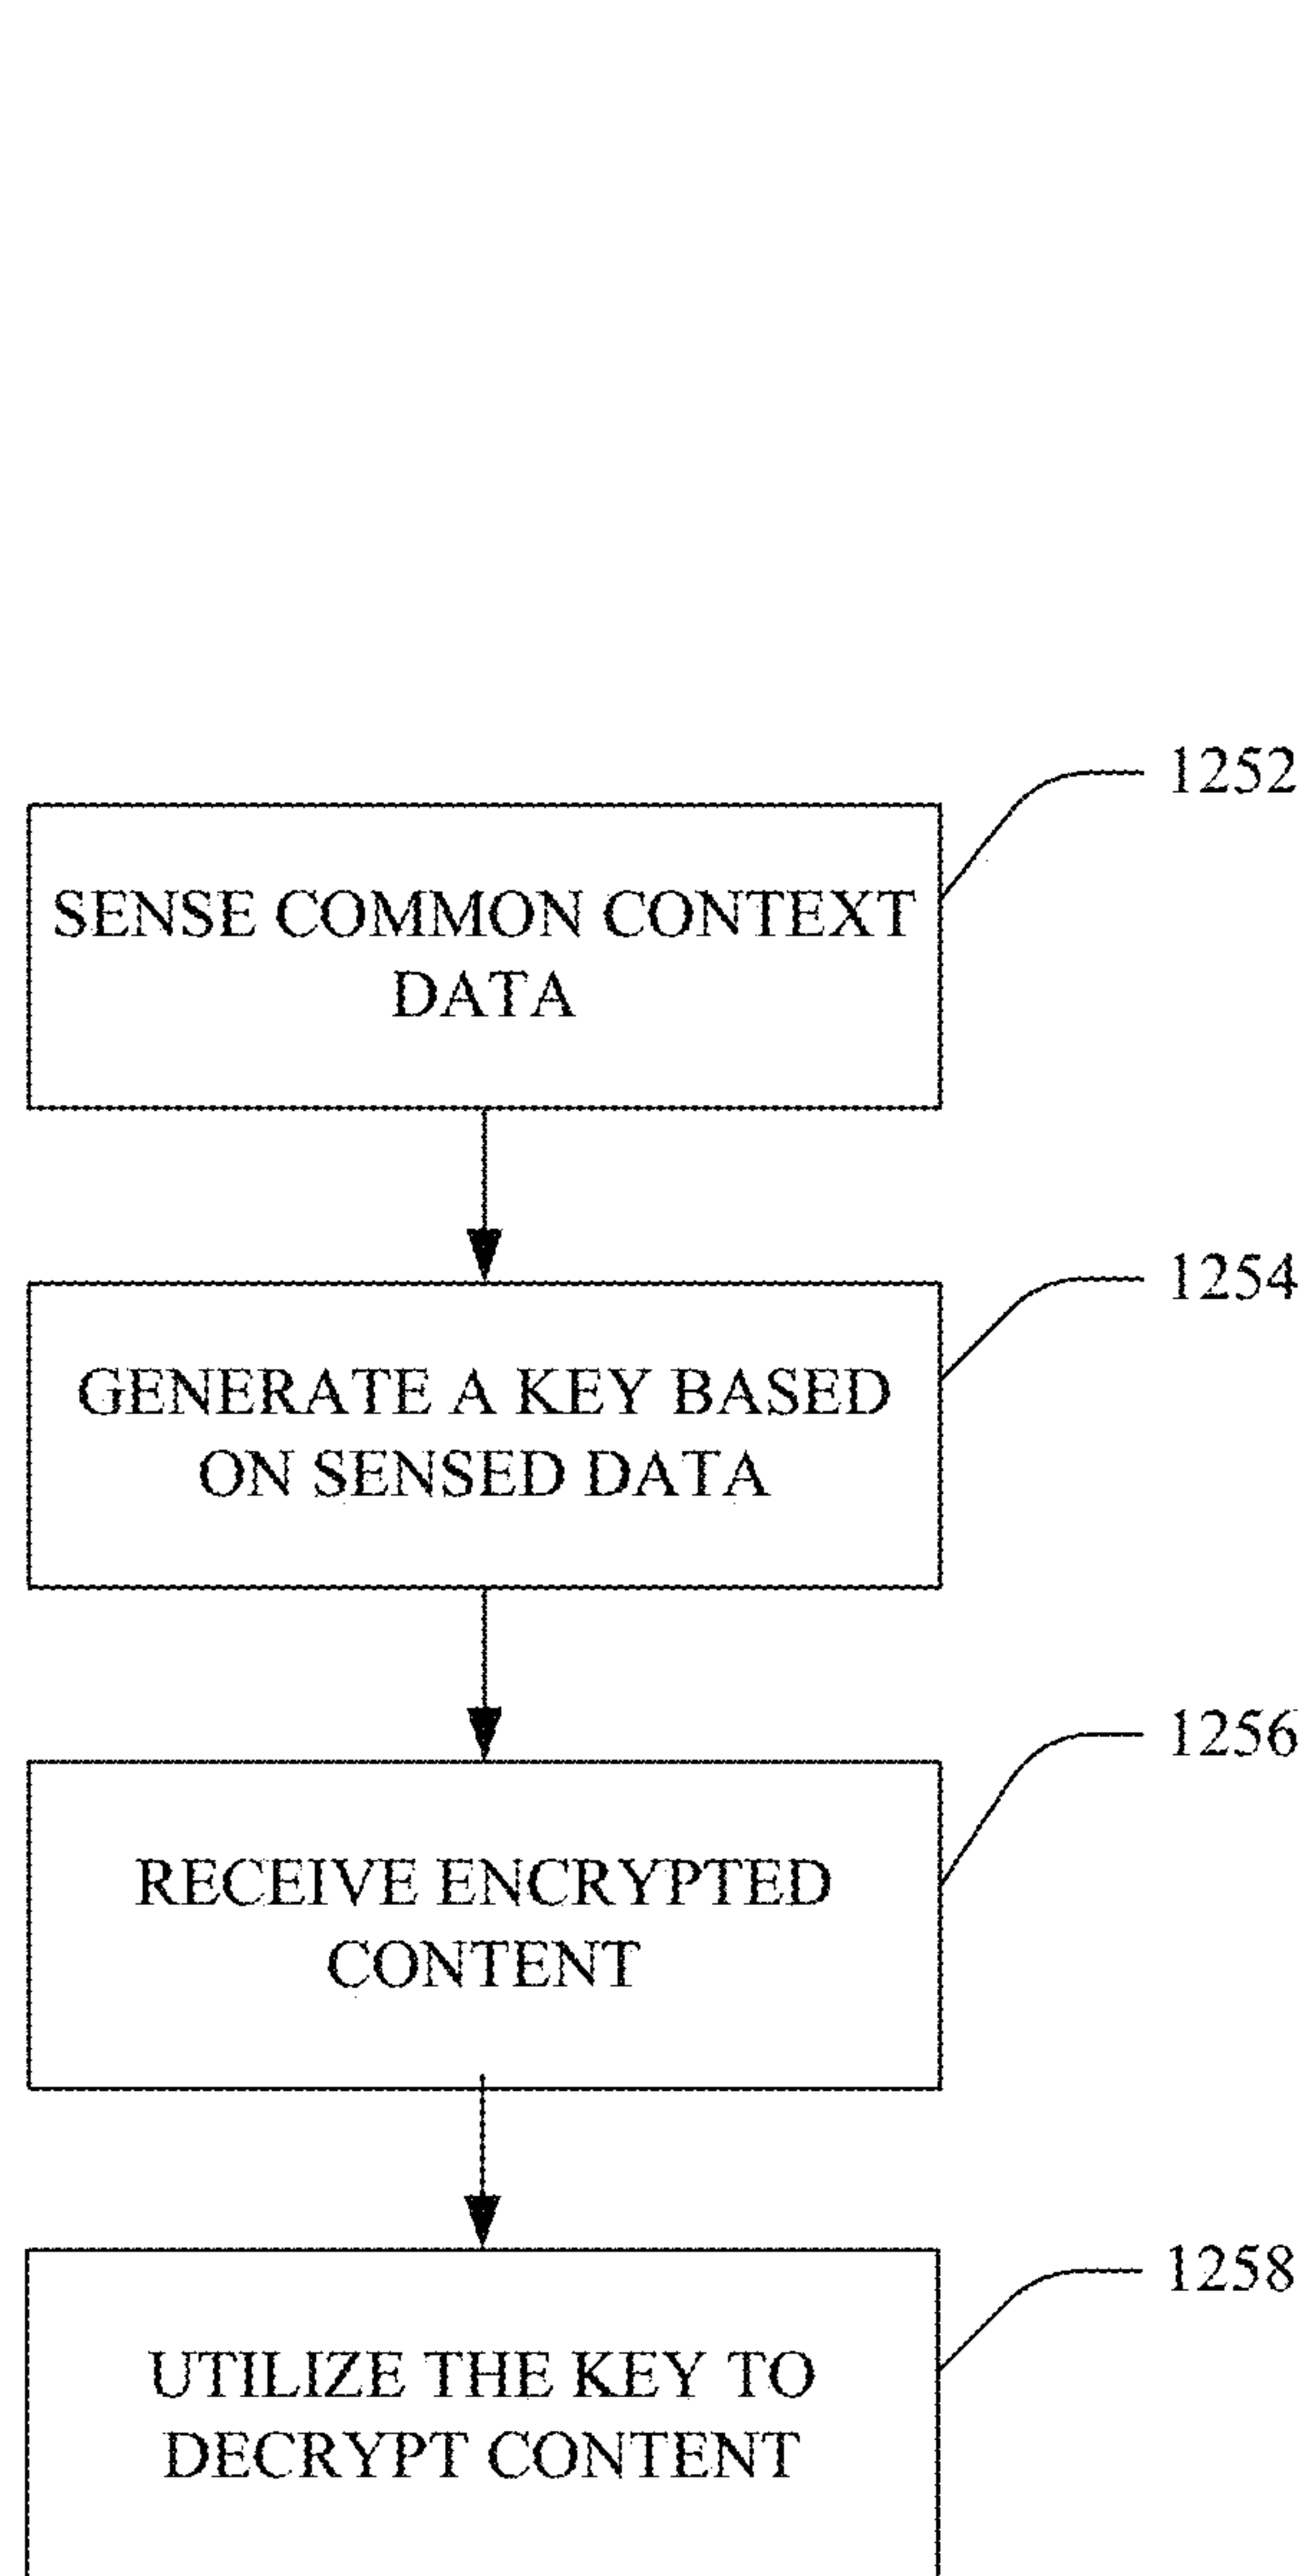 1252
SENSE COMMON CONTEXT
DATA
1254
GENERATE A KEY BASED
ON SENSED DATA
1256
RECEIVE ENCRYPTED
CONTENT
1258
UTILIZE THE KEY TO
DECRYPT CONTENT